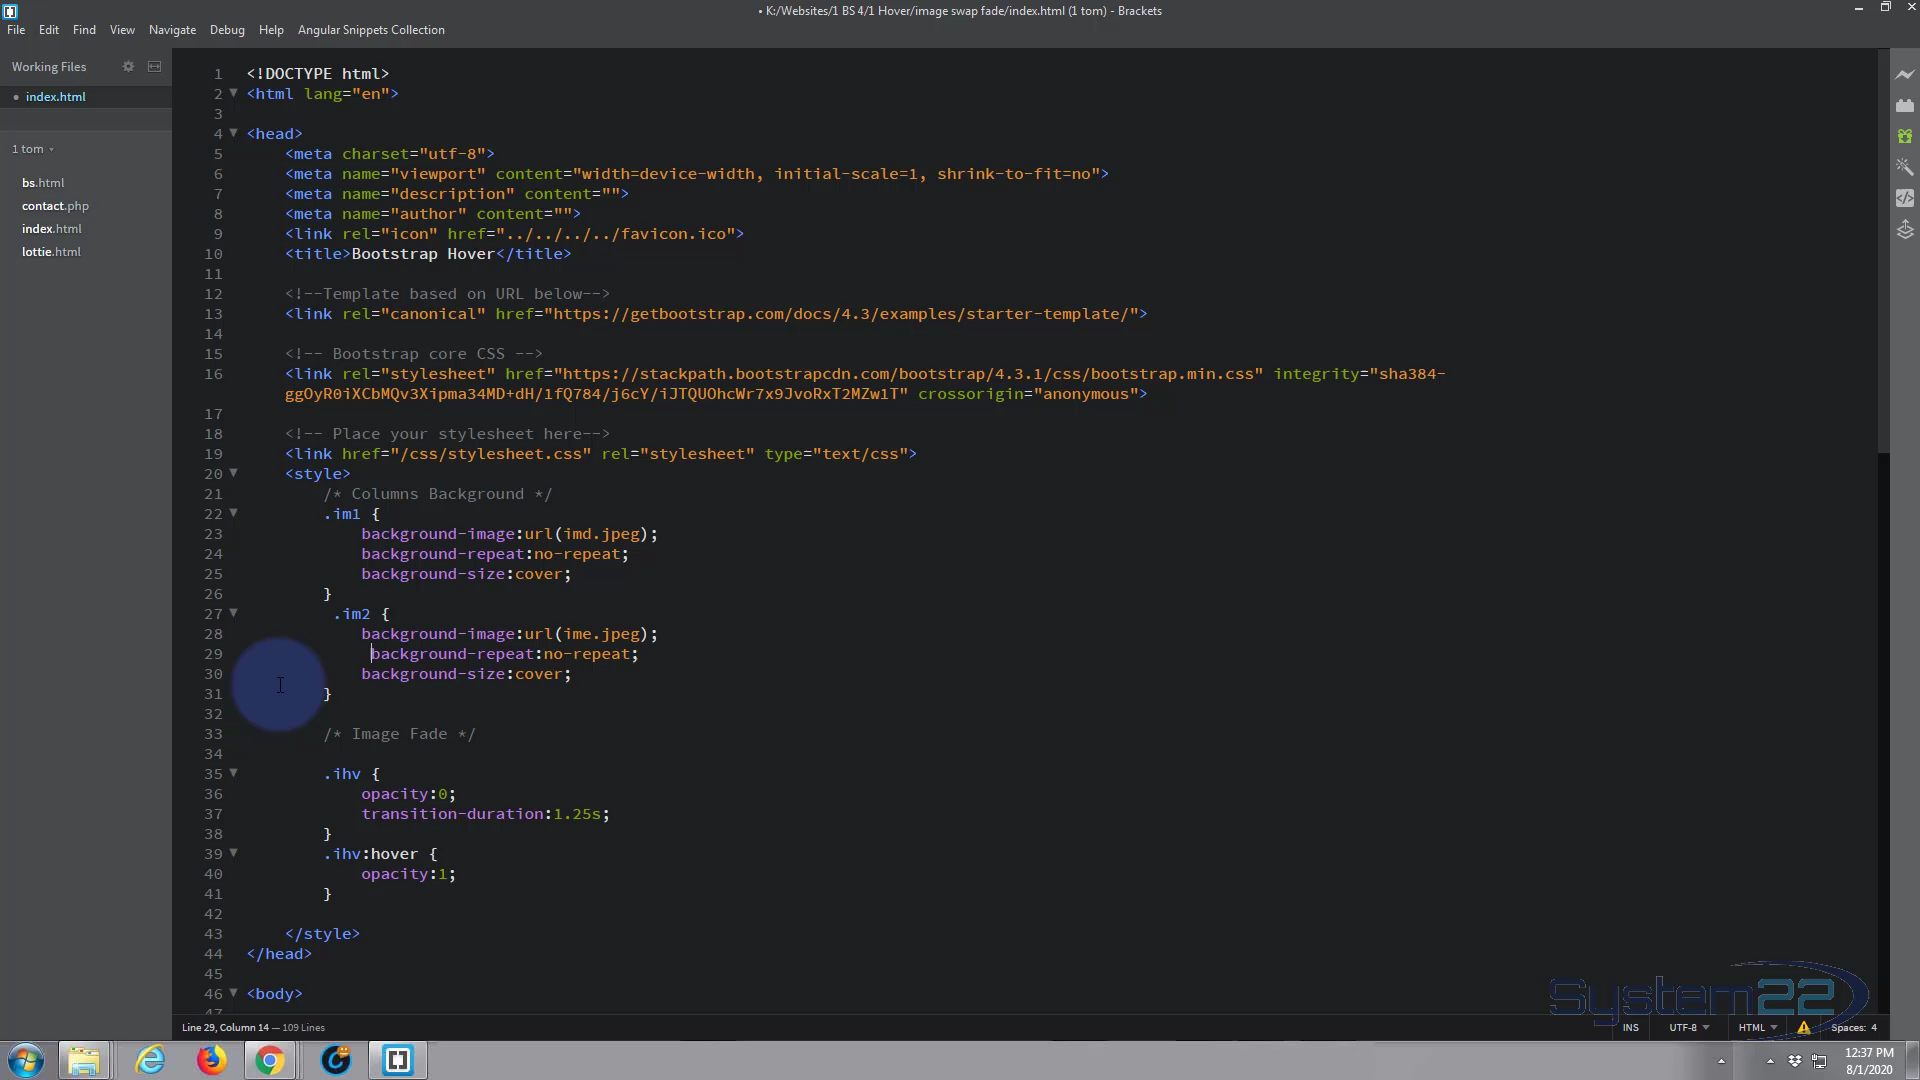 • K:/Websites/1 BS 4/1 Hover/image swap fade/index.html (1 tom) - Brackets
File Edit Find View Navigate Debug Help Angular Snippets Collection
Working Files
• index.html
1 tom
bs.html
contact.php
index.html
lottie.html
1 <!DOCTYPE html>
2 <html lang="en">
3
4 <head>
5 <meta charset="utf-8">
6 <meta name="viewport" content="width=device-width, initial-scale=1, shrink-to-fit=no">
7 <meta name="description" content="">
8 <meta name="author" content="">
9 <link rel="icon" href="../../../../favicon.ico">
10 <title>Bootstrap Hover</title>
11
12 <!--Template based on URL below-->
13 <link rel="canonical" href="https://getbootstrap.com/docs/4.3/examples/starter-template/">
14
15 <!-- Bootstrap core CSS -->
16 <link rel="stylesheet" href="https://stackpath.bootstrapcdn.com/bootstrap/4.3.1/css/bootstrap.min.css" integrity="sha384-
ggOyR0iXCbMQv3Xipma34MD+dH/1fQ784/j6cY/iJTQUOhcWr7x9JvoRxT2MZw1T" crossorigin="anonymous">
17
18 <!-- Place your stylesheet here-->
19 <link href="/css/stylesheet.css" rel="stylesheet" type="text/css">
20 <style>
21 /* Columns Background */
22 .im1 {
23 background-image:url(imd.jpeg);
24 background-repeat:no-repeat;
25 background-size:cover;
26 }
27 .im2 {
28 background-image:url(ime.jpeg);
29 background-repeat:no-repeat;
30 background-size:cover;
31 }
32
33 /* Image Fade */
34
35 .ihv {
36 opacity:0;
37 transition-duration:1.25s;
38 }
39 .ihv:hover {
40 opacity:1;
41 }
42
43 </style>
44 </head>
45
46 <body>
47
System22
Line 29, Column 14 — 109 Lines
INS UTF-8 HTML Spaces: 4
12:37 PM
8/1/2020